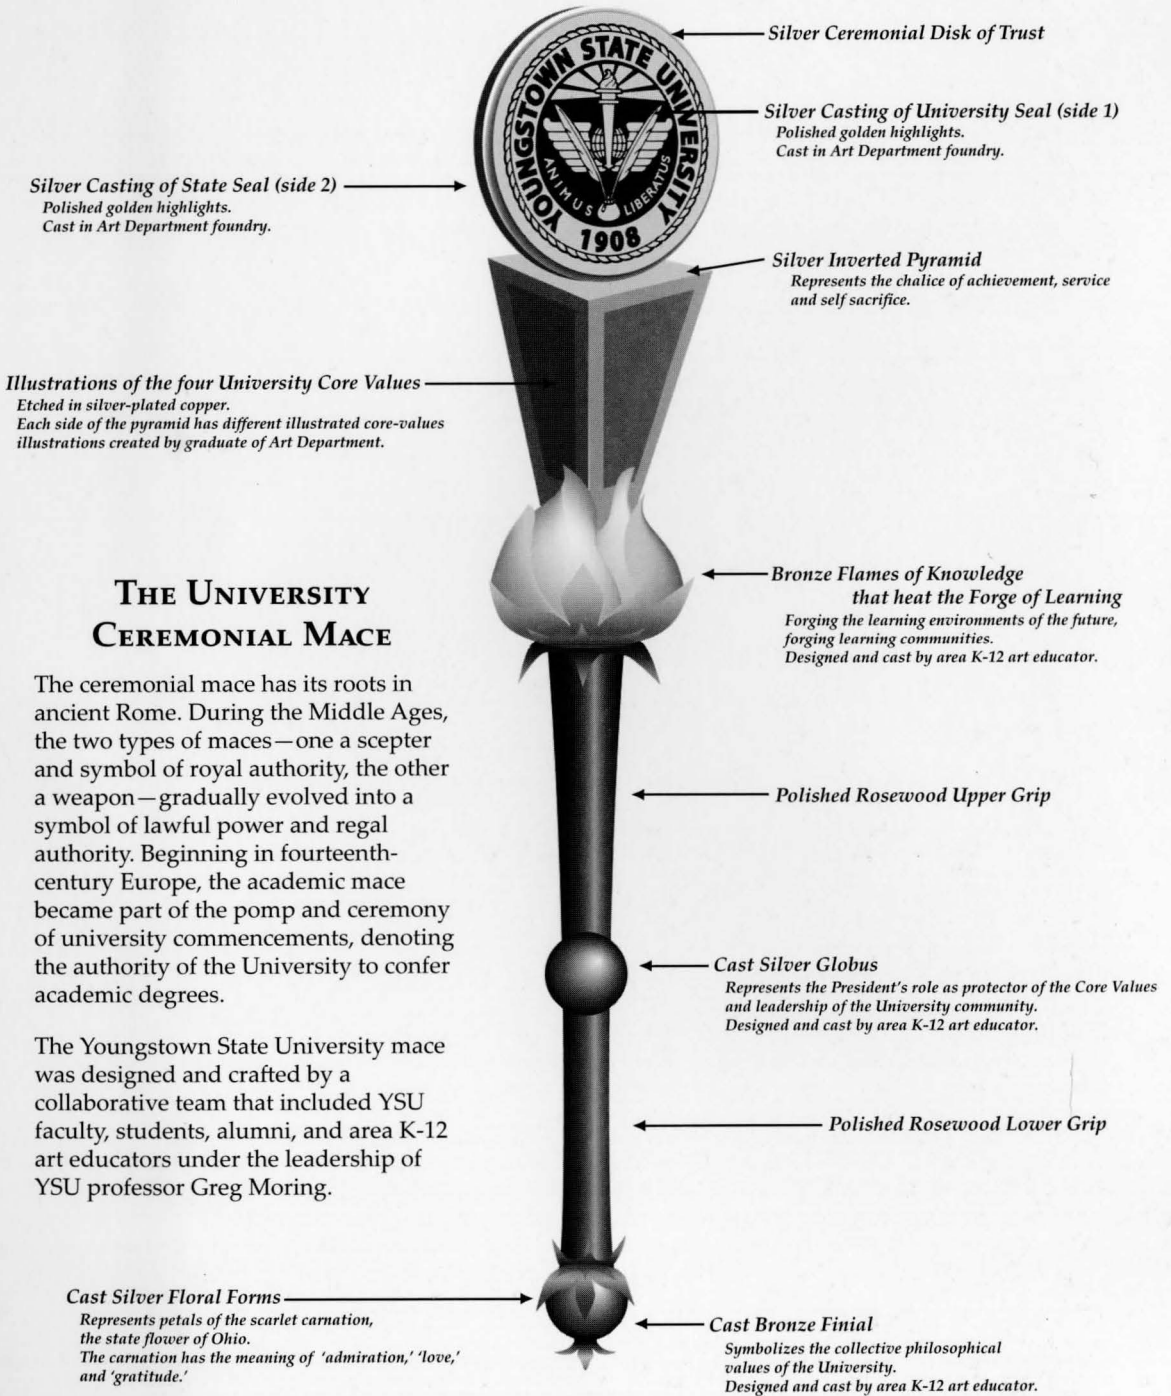 Silver Ceremonial Disk of Trust
YOUNGSTOWN STATE UNIVERSITY
ANIMUS LIBERATUS
1908
Silver Casting of University Seal (side 1)
Polished golden highlights.
Cast in Art Department foundry.
Silver Casting of State Seal (side 2)
Polished golden highlights.
Cast in Art Department foundry.
Silver Inverted Pyramid
Represents the chalice of achievement, service
and self sacrifice.
Illustrations of the four University Core Values
Etched in silver-plated copper.
Each side of the pyramid has different illustrated core-values
illustrations created by graduate of Art Department.
Bronze Flames of Knowledge
that heat the Forge of Learning
Forging the learning environments of the future,
forging learning communities.
Designed and cast by area K-12 art educator.
THE UNIVERSITY
CEREMONIAL MACE
The ceremonial mace has its roots in
ancient Rome. During the Middle Ages,
the two types of maces—one a scepter
and symbol of royal authority, the other
a weapon—gradually evolved into a
symbol of lawful power and regal
authority. Beginning in fourteenth-
century Europe, the academic mace
became part of the pomp and ceremony
of university commencements, denoting
the authority of the University to confer
academic degrees.
The Youngstown State University mace
was designed and crafted by a
collaborative team that included YSU
faculty, students, alumni, and area K-12
art educators under the leadership of
YSU professor Greg Moring.
Polished Rosewood Upper Grip
Cast Silver Globus
Represents the President's role as protector of the Core Values
and leadership of the University community.
Designed and cast by area K-12 art educator.
Polished Rosewood Lower Grip
Cast Silver Floral Forms
Represents petals of the scarlet carnation,
the state flower of Ohio.
The carnation has the meaning of 'admiration,' 'love,'
and 'gratitude.'
Cast Bronze Finial
Symbolizes the collective philosophical
values of the University.
Designed and cast by area K-12 art educator.